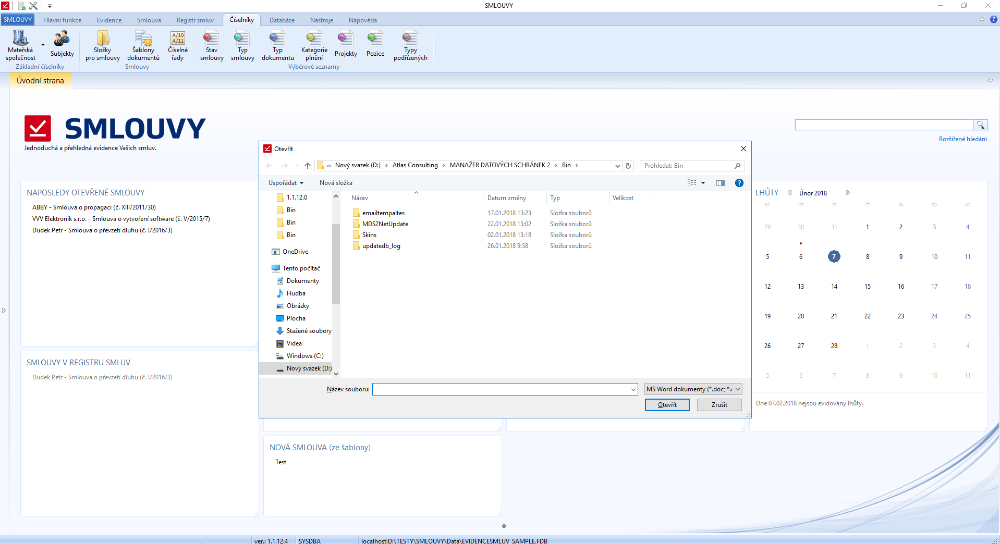 SMLOUVY
SMLOUVY Hlavní funkce Evidence Smlouva Registr smluv Číselníky Databáze Nástroje Nápověda
Mateřská společnost
Subjekty
Základní číselníky
Složky pro smlouvy
Šablony dokumentů
A/10
A/11
Číselné řady
Smlouvy
Stav smlouvy
Typ smlouvy
Typ dokumentu
Kategorie plnění
Projekty
Pozice
Typy podřízených
Výběrové seznamy
Úvodní strana
SMLOUVY
Jednoduchá a přehledná evidence Vašich smluv.
Rozšířené hledání
NAPOSLEDY OTEVŘENÉ SMLOUVY
ABBY - Smlouva o propagaci (č. XIII/2011/30)
VVV Elektronik s.r.o. - Smlouva o vytvoření software (č. V/2015/7)
Dudek Petr - Smlouva o převzetí dluhu (č. I/2016/3)
SMLOUVY V REGISTRU SMLUV
Dudek Petr - Smlouva o převzetí dluhu (č. I/2016/3)
Otevřít
« Nový svazek (D:) › Atlas Consulting › MANAŽER DATOVÝCH SCHRÁNEK 2 › Bin ›
Prohledat: Bin
Uspořádat Nová složka
1.1.12.0
Bin
Bin
Bin
OneDrive
Tento počítač
Dokumenty
Hudba
Obrázky
Plocha
Stažené soubory
Videa
Windows (C:)
Nový svazek (D:)
Název Datum změny Typ Velikost
emailtempaltes 17.01.2018 13:23 Složka souborů
MDS2NetUpdate 22.01.2018 13:02 Složka souborů
Skins 02.01.2018 13:18 Složka souborů
updatedb_log 26.01.2018 9:58 Složka souborů
Název souboru:
MS Word dokumenty (*.doc; *.
Otevřít Zrušit
LHŮTY Únor 2018
PO ÚT ST ČT PÁ SO NE
29 30 31 1 2 3 4
5 6 7 8 9 10 11
12 13 14 15 16 17 18
19 20 21 22 23 24 25
26 27 28 1 2 3 4
5 6 7 8 9 10 11
Dne 07.02.2018 nejsou evidovány lhůty.
NOVÁ SMLOUVA (ze šablony)
Test
ver.: 1.1.12.4 SYSDBA localhost:D:\TESTY\SMLOUVY\Data\EVIDENCESMLUV_SAMPLE.FDB